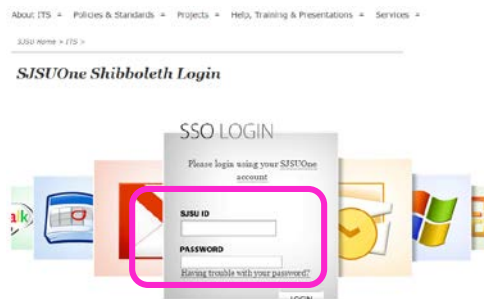 About ITS Policies & Standards Projects Help, Training & Presentations Services
SJSU Home > ITS >
SJSUOne Shibboleth Login
SSO LOGIN
Please login using your SJSUOne
account
alk
SJSU ID
PASSWORD
Having trouble with your password?
LOGIN